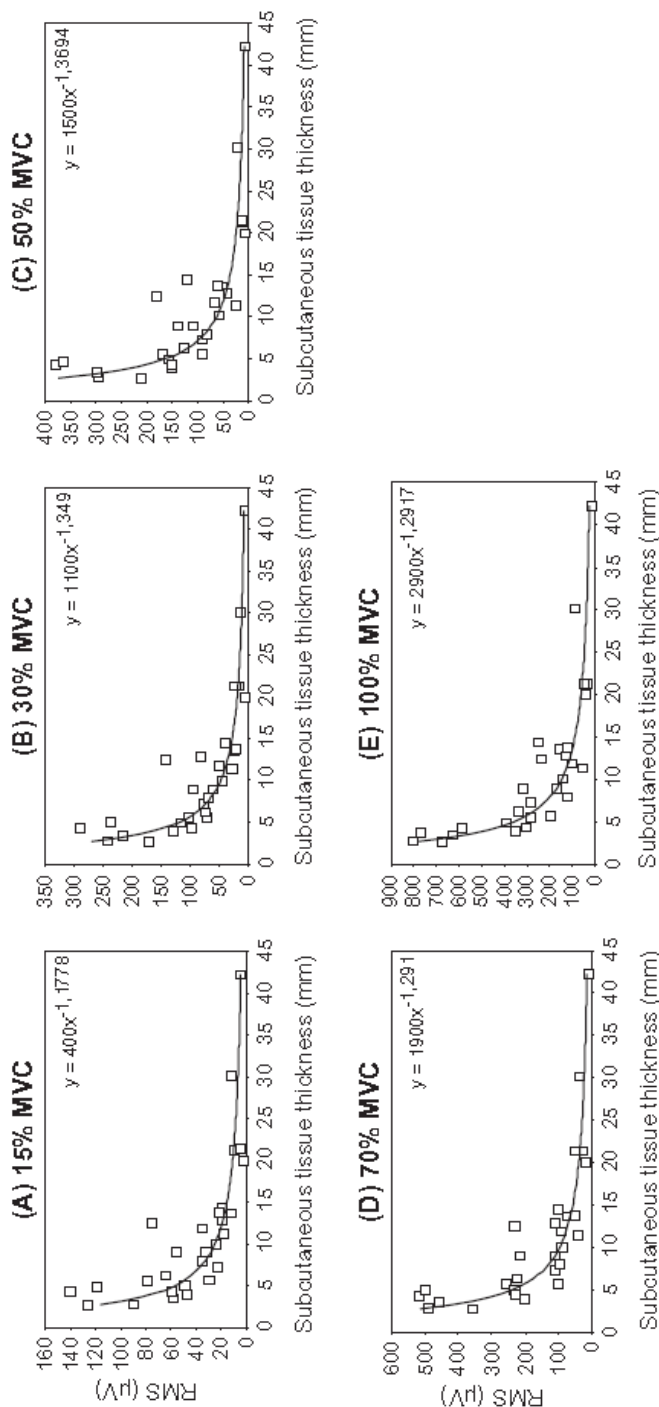 (A) 15% MVC
y = 400x-1,1778
RMS (µV)
160
140
120
100
80
60
40
20
0
0 5 10 15 20 25 30 35 40 45
Subcutaneous tissue thickness (mm)
(B) 30% MVC
y = 1100x-1,349
350
300
250
200
150
100
50
0
0 5 10 15 20 25 30 35 40 45
Subcutaneous tissue thickness (mm)
(C) 50% MVC
y = 1500x-1,3694
400
350
300
250
200
150
100
50
0
0 5 10 15 20 25 30 35 40 45
Subcutaneous tissue thickness (mm)
(D) 70% MVC
y = 1900x-1,291
RMS (µV)
600
500
400
300
200
100
0
0 5 10 15 20 25 30 35 40 45
Subcutaneous tissue thickness (mm)
(E) 100% MVC
y = 2900x-1,2917
900
800
700
600
500
400
300
200
100
0
0 5 10 15 20 25 30 35 40 45
Subcutaneous tissue thickness (mm)